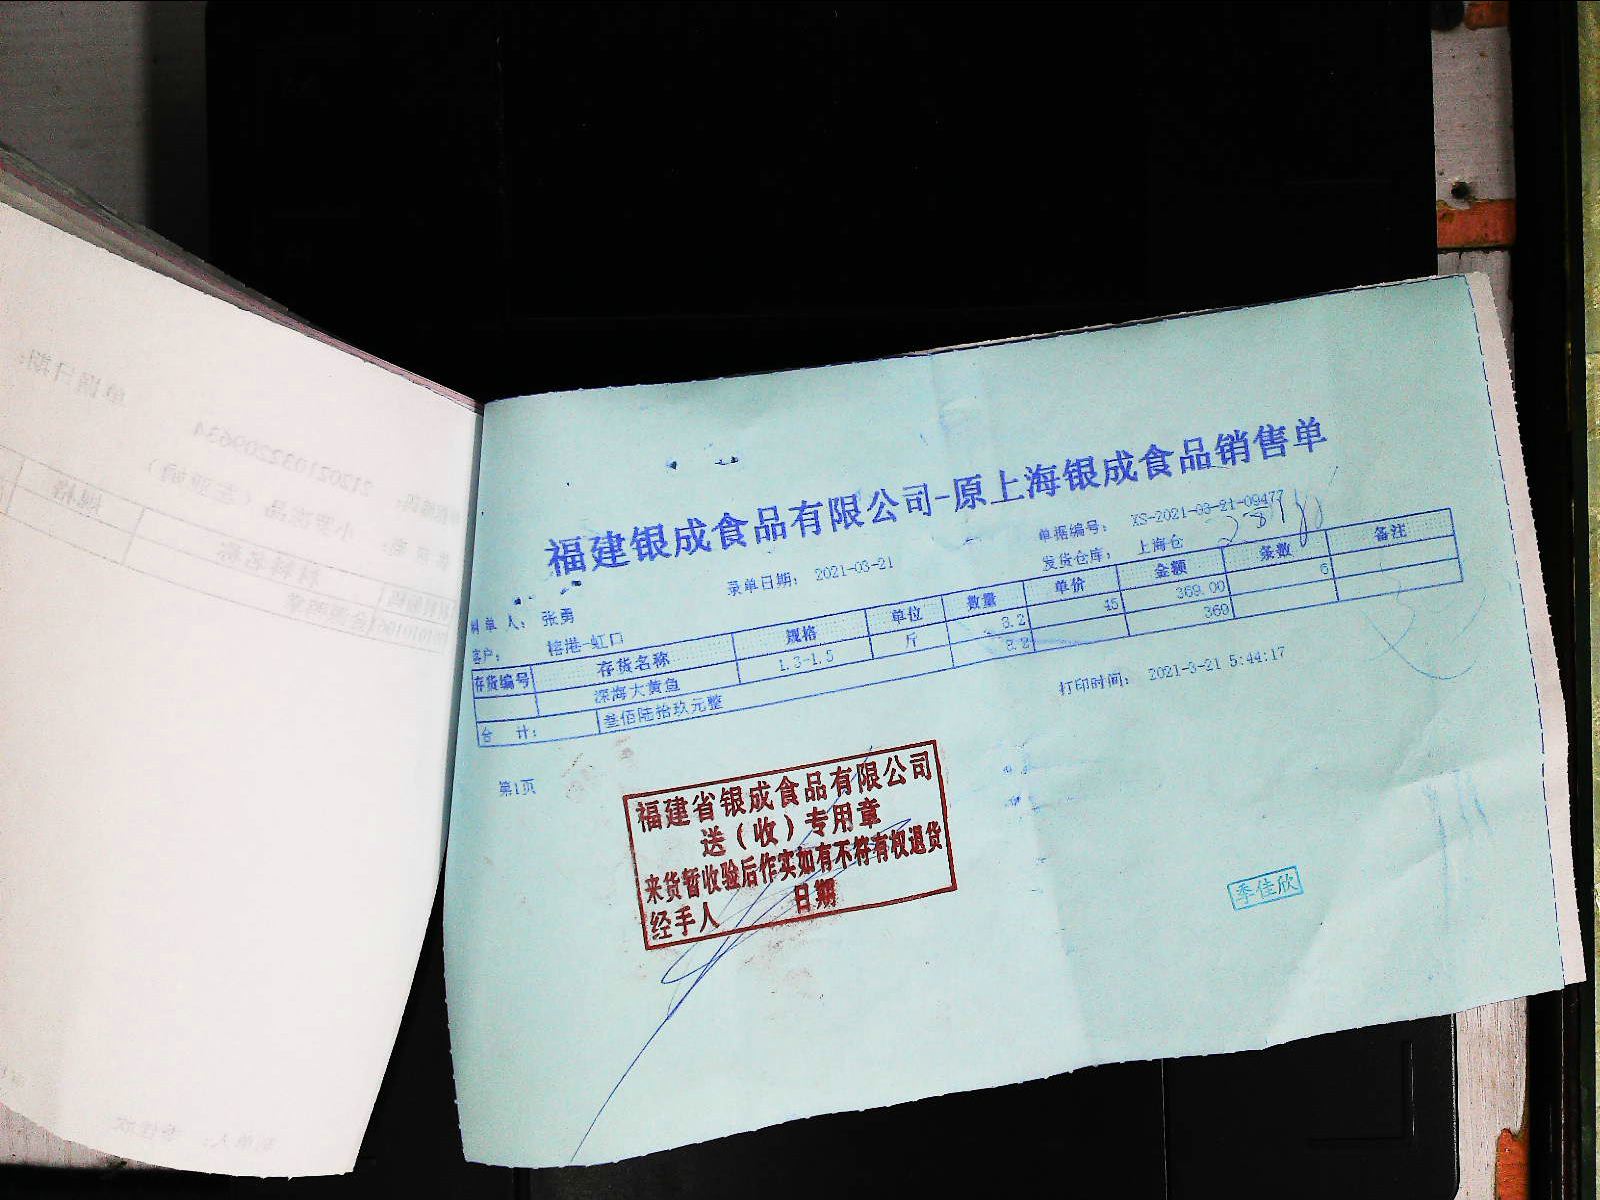 福建银成食品有限公司-原上海银成食品销售单
单据编号： XS-2021-03-21-09477
录单日期： 2021-03-21
发货仓库： 上海仓
制单人： 张勇
客户： 榕港-虹口
存货编号 存货名称 规格 单位 数量 单价 金额 条数 备注
深海大黄鱼 1.3-1.5 斤 8.2 45 369.00 6
合 计： 叁佰陆拾玖元整 8.2 369
第1页
打印时间： 2021-3-21 5:44:17
福建省银成食品有限公司
送（收）专用章
来货暂收验后作实如有不符有权退货
经手人 日期
季佳欣